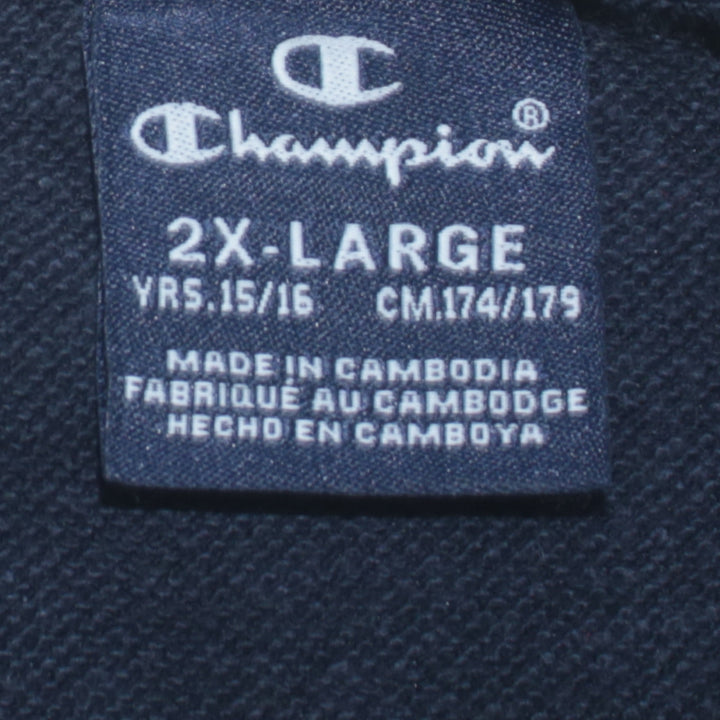 Champion®
2X-LARGE
YRS.15/16 CM.174/179
MADE IN CAMBODIA
FABRIQUÉ AU CAMBODGE
HECHO EN CAMBOYA